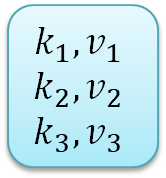 k₁, v₁
k₂, v₂
k₃, v₃